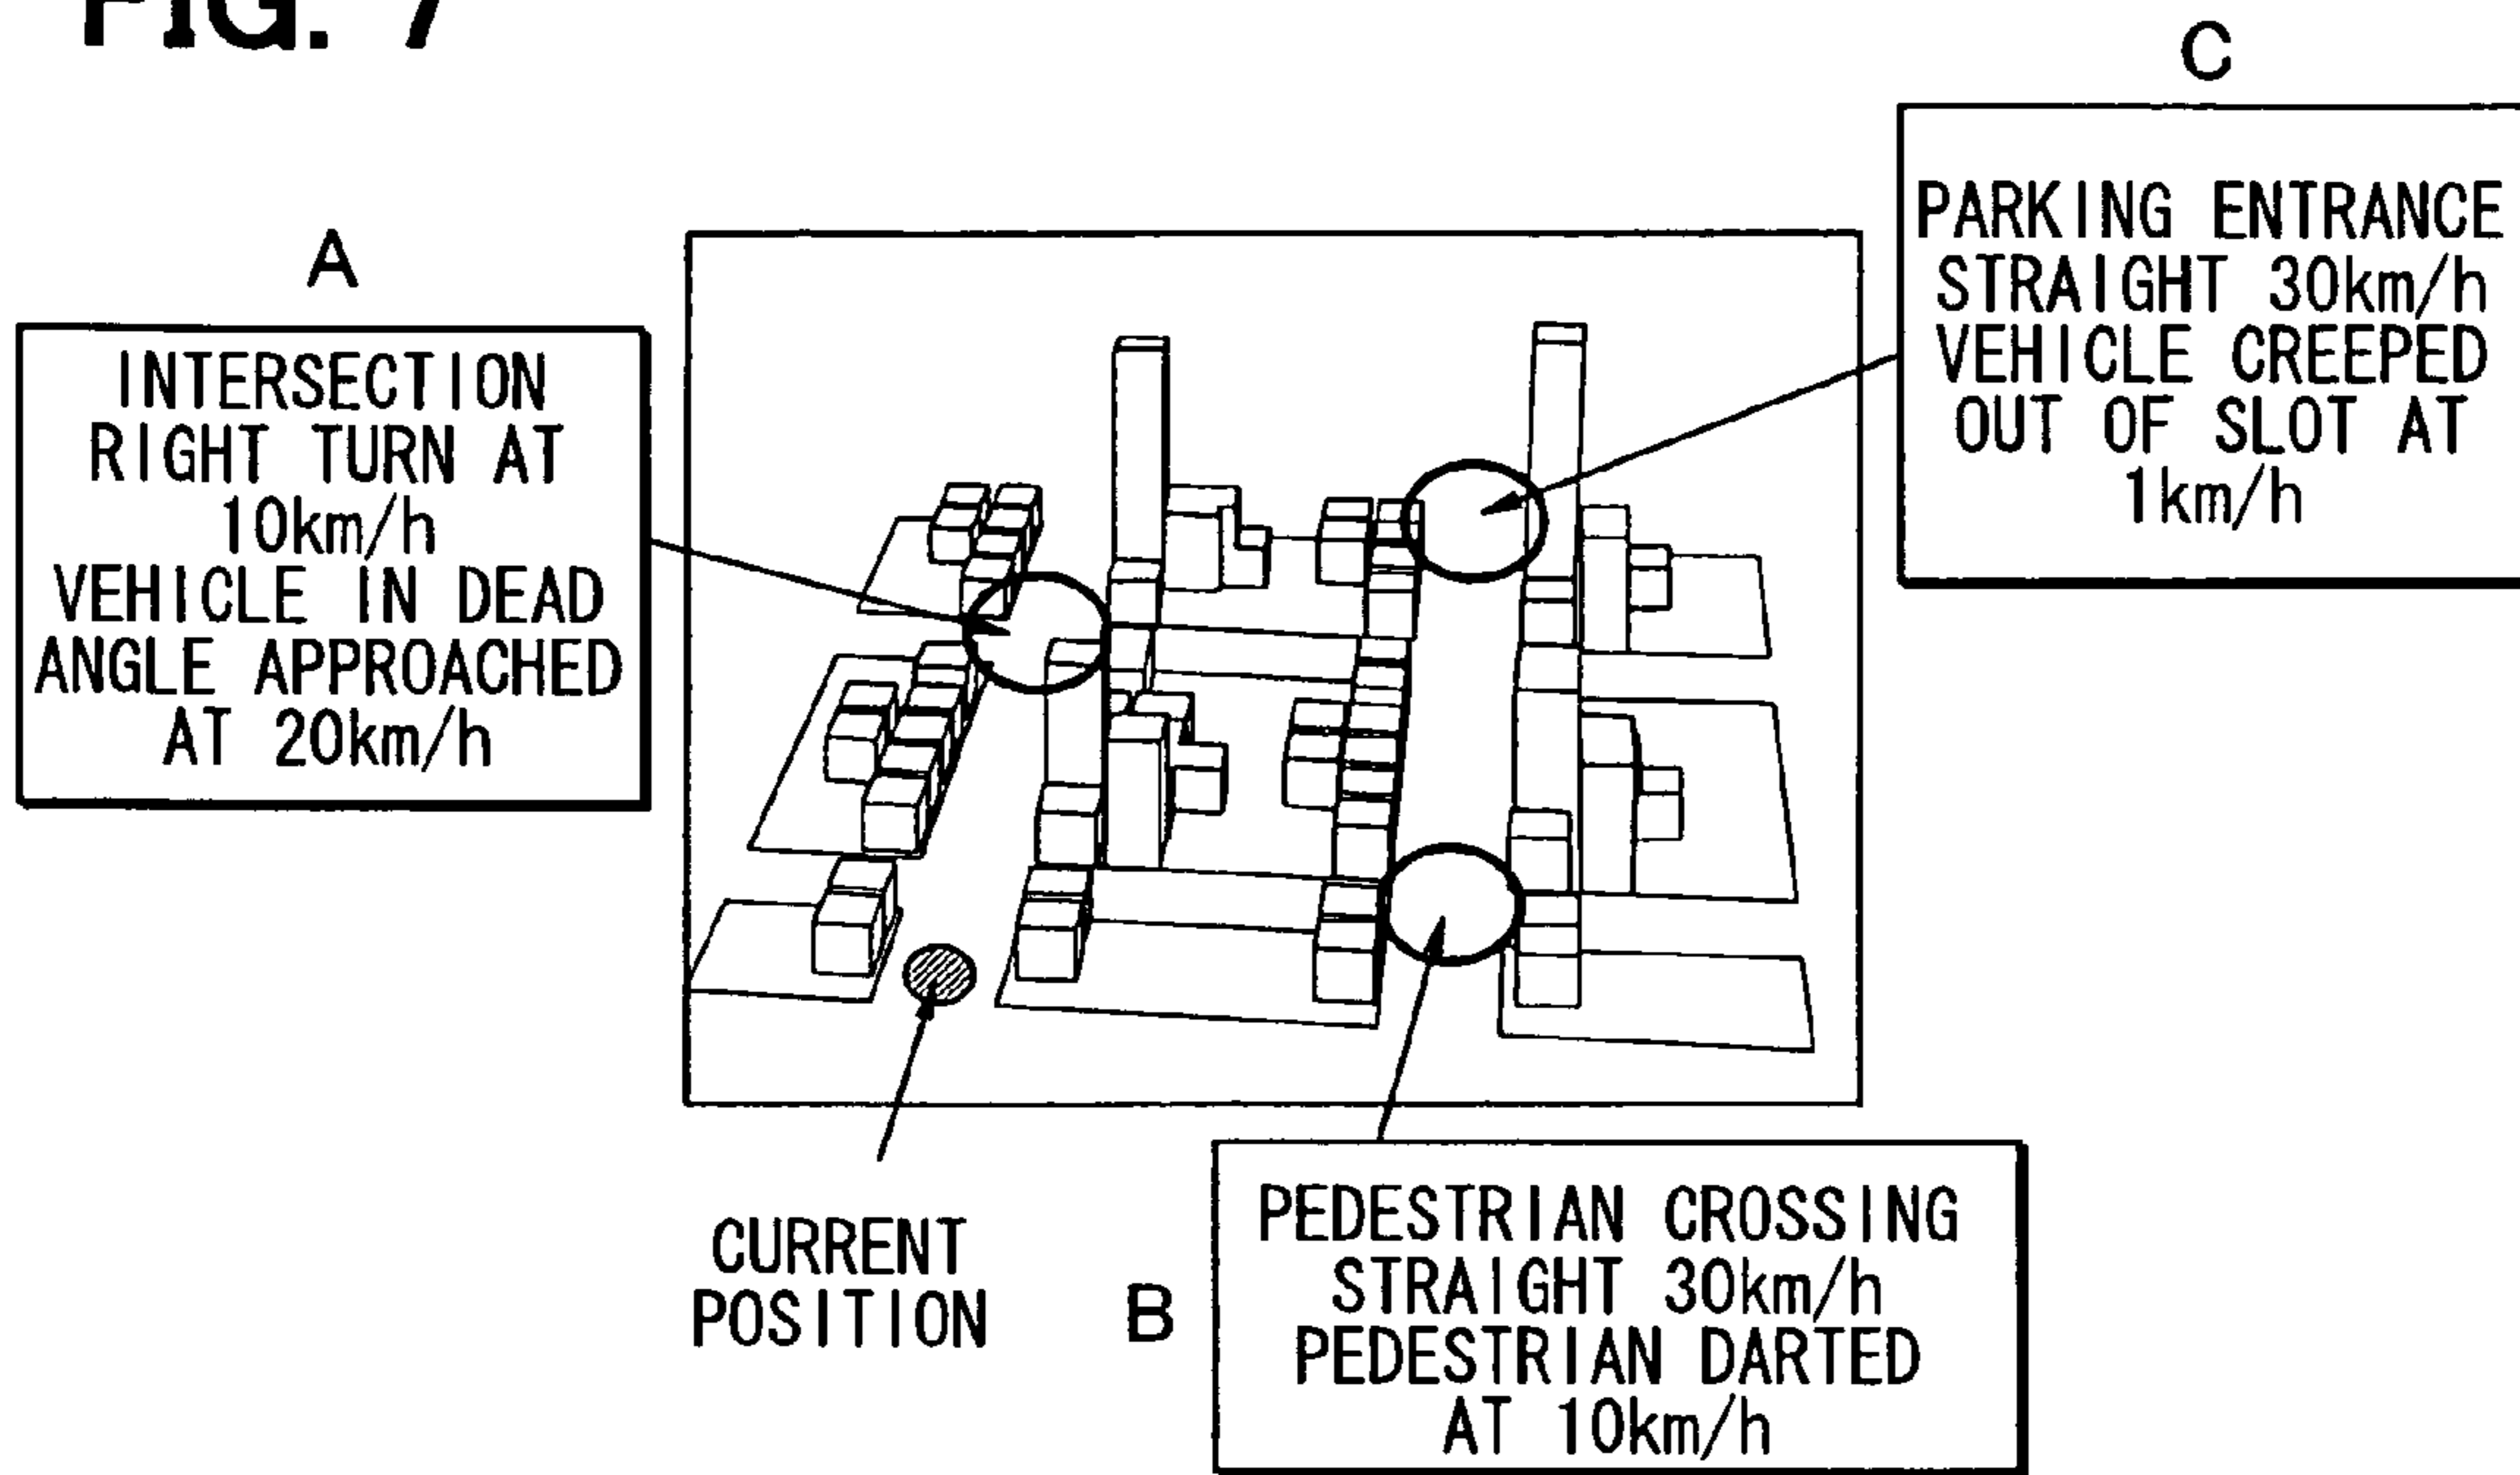 FIG. 7
A
INTERSECTION
RIGHT TURN AT
10km/h
VEHICLE IN DEAD
ANGLE APPROACHED
AT 20km/h
C
PARKING ENTRANCE
STRAIGHT 30km/h
VEHICLE CREEPED
OUT OF SLOT AT
1km/h
CURRENT
POSITION
B
PEDESTRIAN CROSSING
STRAIGHT 30km/h
PEDESTRIAN DARTED
AT 10km/h